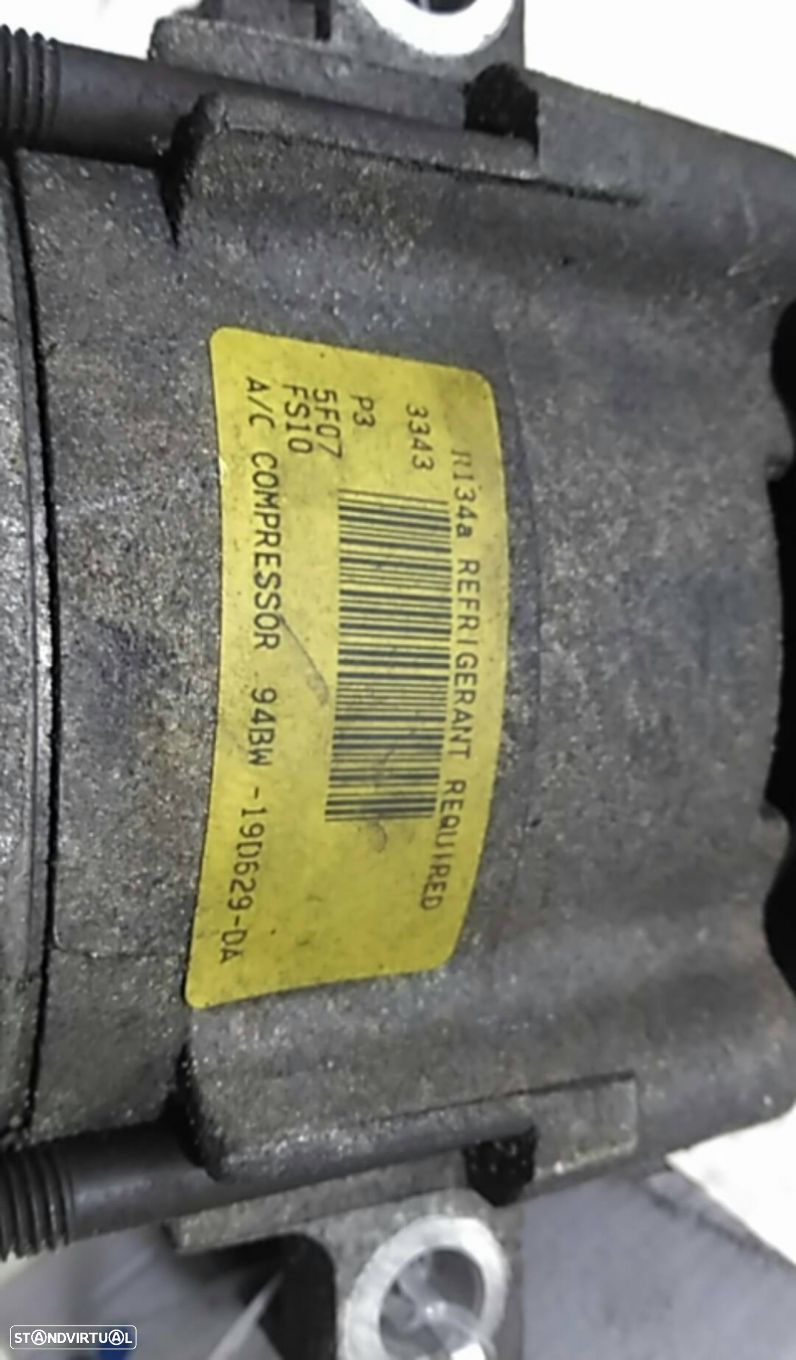 R134a REFRIGERANT REQUIRED
3343
P3
5F07
FS10
A/C COMPRESSOR 94BW -19D629-DA
STANDVIRTUAL